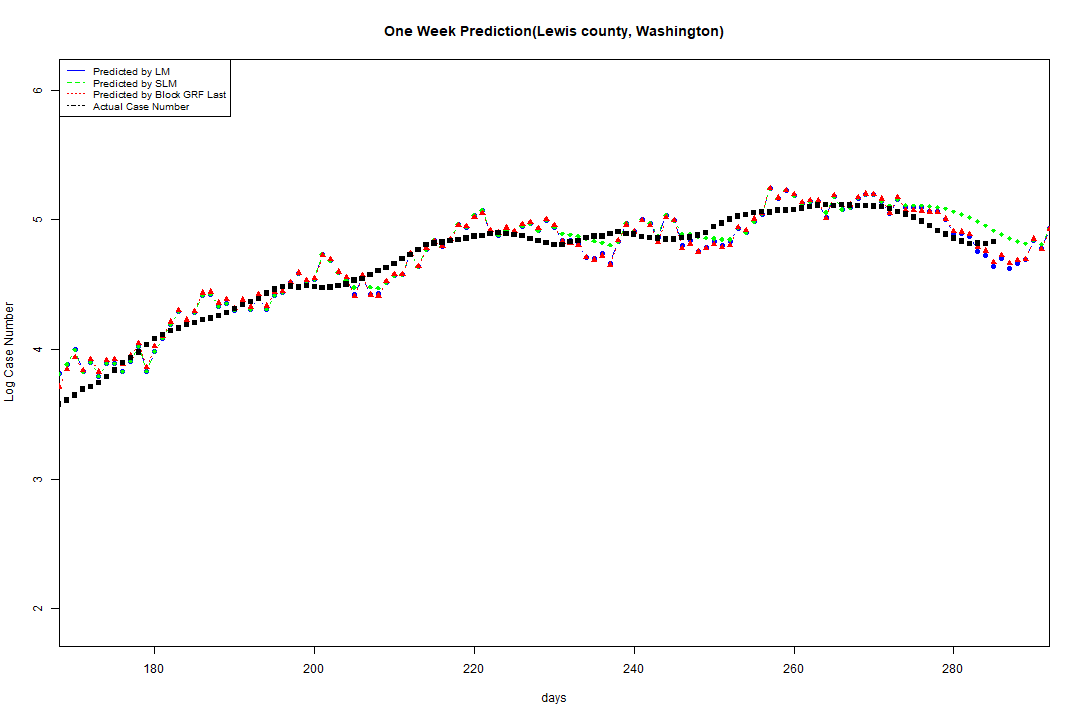 One Week Prediction(Lewis county, Washington)
Predicted by LM
Predicted by SLM
Predicted by Block GRF Last
Actual Case Number
6
5
4
3
2
Log Case Number
180 200 220 240 260 280
days